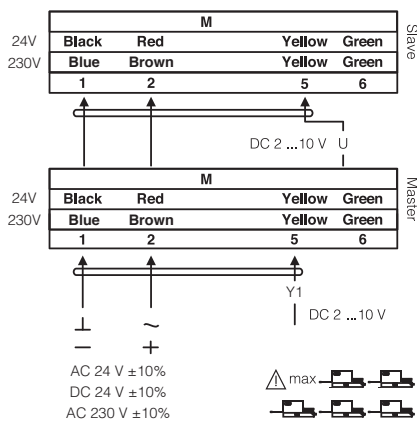 M
24V Black Red Yellow Green
230V Blue Brown Yellow Green
1 2 5 6
Slave
DC 2 ...10 V U
M
24V Black Red Yellow Green
230V Blue Brown Yellow Green
1 2 5 6
Master
Y1
⊥ ~
DC 2 ...10 V
− +
AC 24 V ±10%
DC 24 V ±10%
AC 230 V ±10%
max